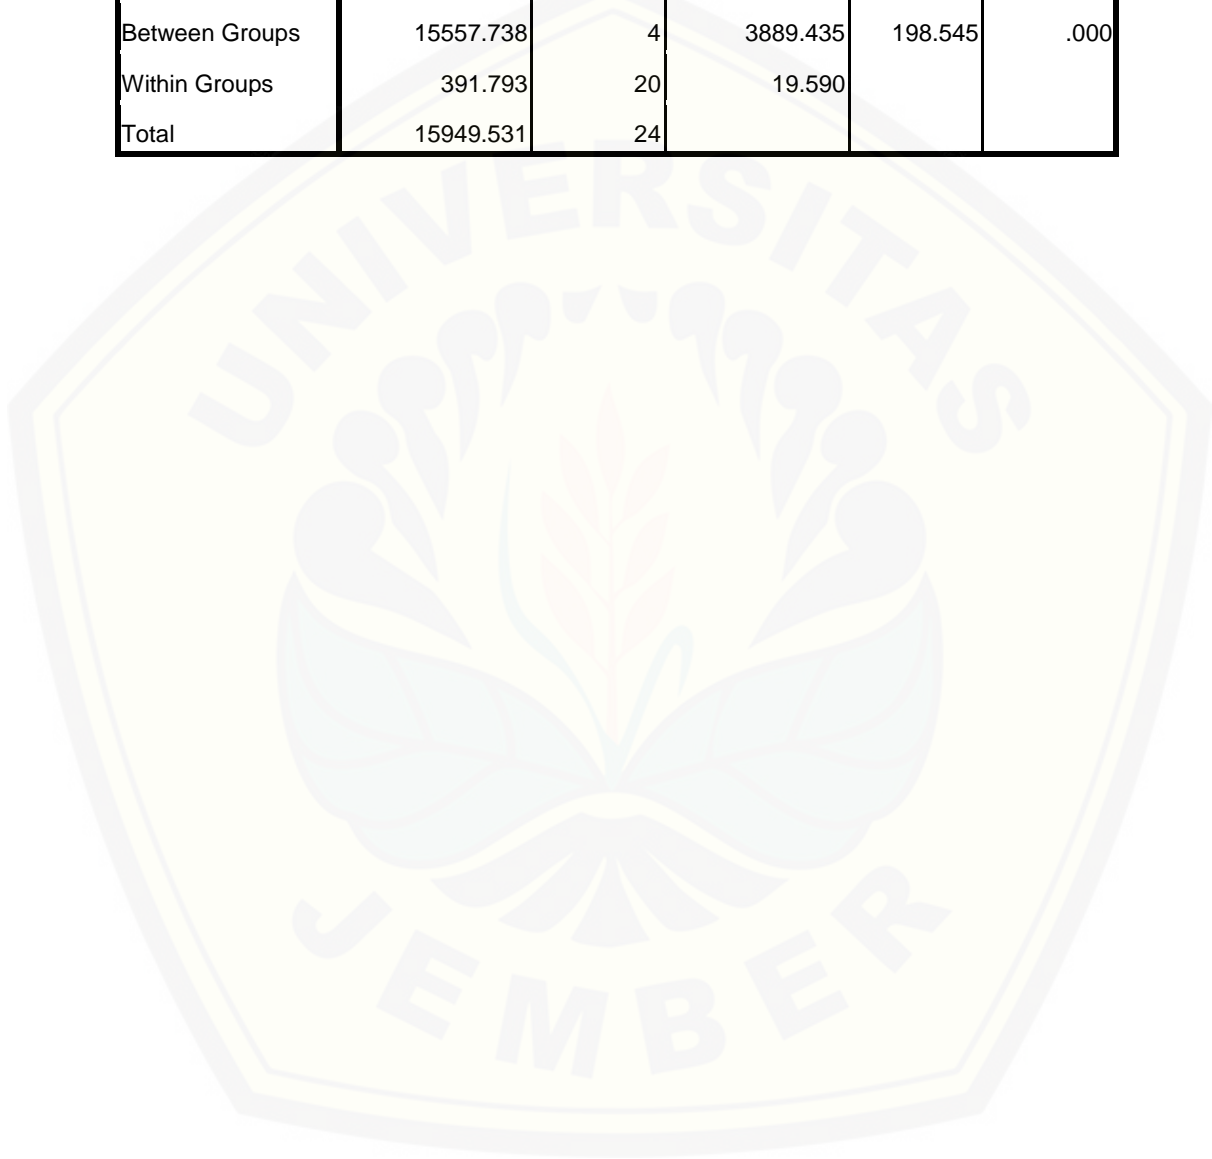 Between Groups 15557.738 4 3889.435 198.545 .000
Within Groups 391.793 20 19.590
Total 15949.531 24
UNIVERSITAS
JEMBER